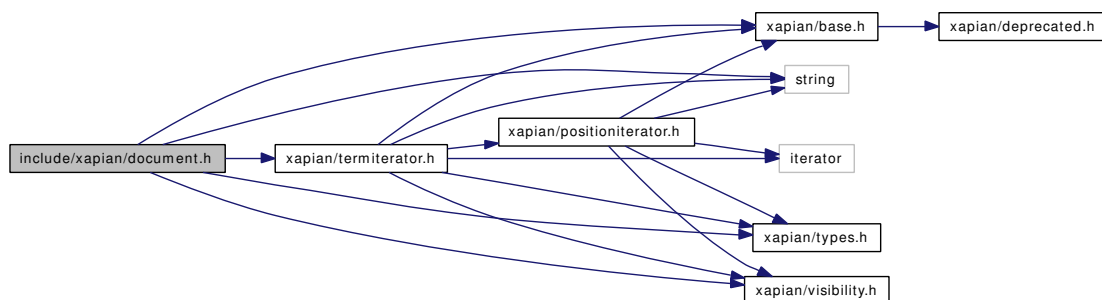 xapian/base.h
xapian/deprecated.h
string
xapian/positioniterator.h
include/xapian/document.h
xapian/termiterator.h
iterator
xapian/types.h
xapian/visibility.h